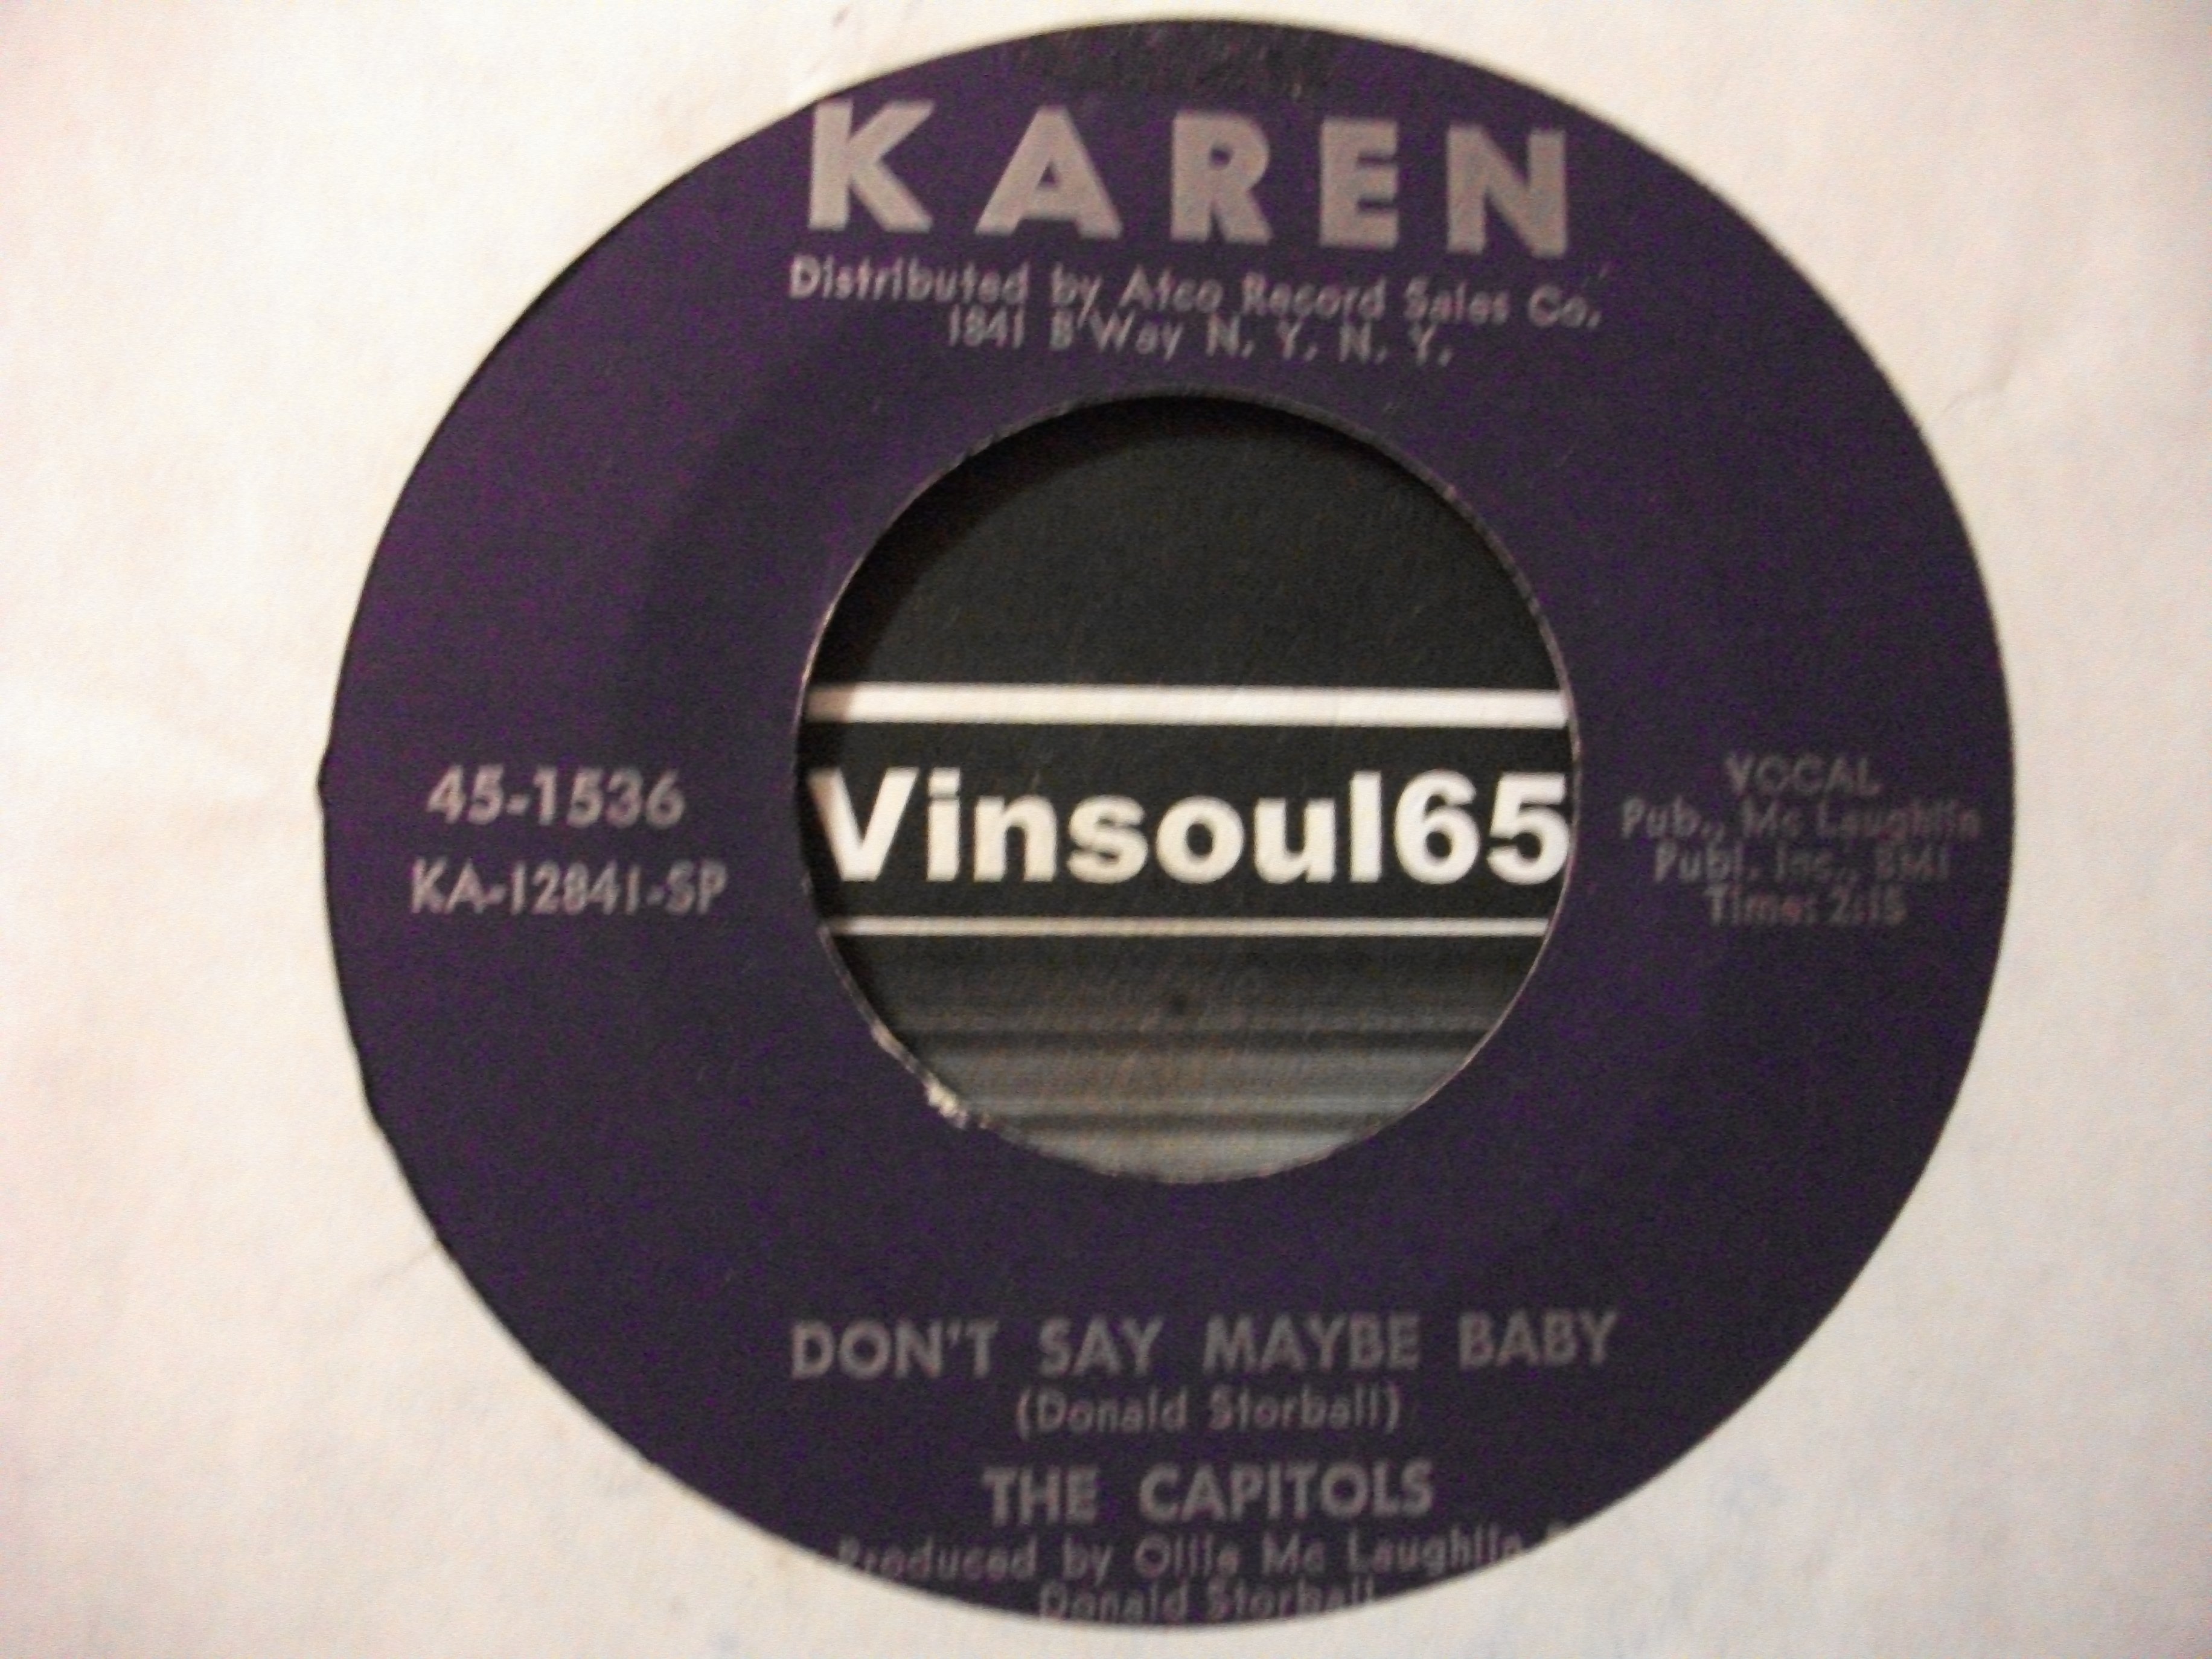 KAREN
Distributed by Atco Record Sales Co.
1841 B'Way N. Y. N. Y.
Vinsoul65
45-1536
KA-12841-SP
VOCAL
Pub., Mc Laughlin
Publ. Inc., BMI
Time: 2:15
DON'T SAY MAYBE BABY
(Donald Storball)
THE CAPITOLS
Produced by Ollie Mc Laughlin
Donald Storball